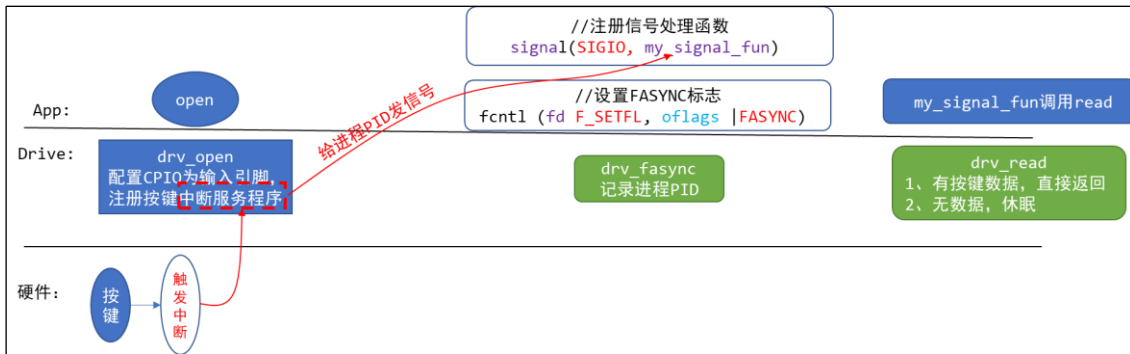 //注册信号处理函数
signal(SIGIO, my_signal_fun)
App:
open
给进程PID发信号
//设置FASYNC标志
fcntl (fd F_SETFL, oflags |FASYNC)
my_signal_fun调用read
Drive:
drv_open
配置CPIO为输入引脚,
注册按键中断服务程序
drv_fasync
记录进程PID
drv_read
1、有按键数据，直接返回
2、无数据，休眠
硬件：
按键
触发中断